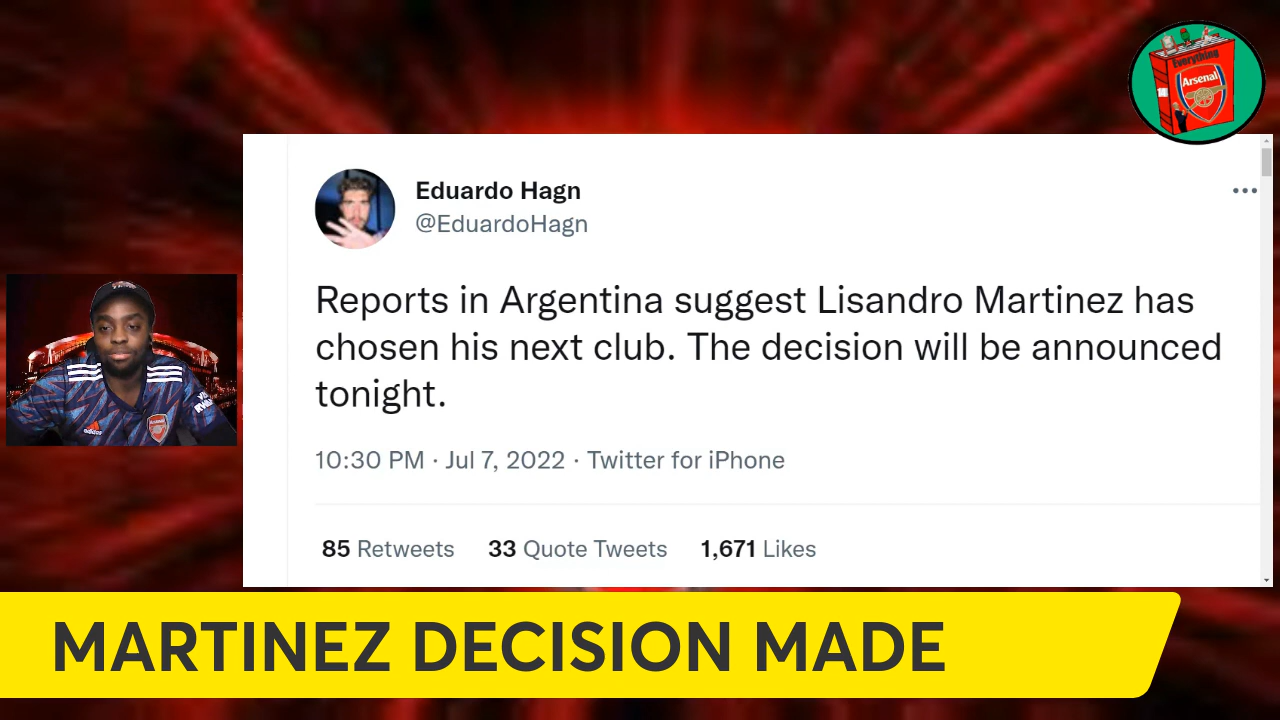 Everything
Arsenal
Eduardo Hagn
@EduardoHagn
Reports in Argentina suggest Lisandro Martinez has
chosen his next club. The decision will be announced
tonight.
10:30 PM · Jul 7, 2022 · Twitter for iPhone
85 Retweets 33 Quote Tweets 1,671 Likes
adidas
Arsenal
MARTINEZ DECISION MADE